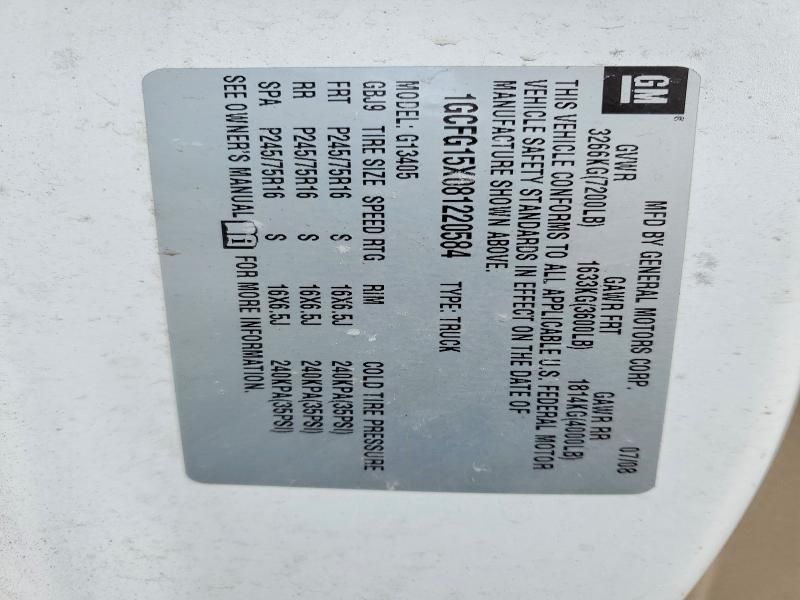 GM®
MFD BY GENERAL MOTORS CORP. 07/08
GVWR GAWR FRT GAWR RR
3266KG(7200LB) 1633KG(3600LB) 1814KG(4000LB)
THIS VEHICLE CONFORMS TO ALL APPLICABLE U.S. FEDERAL MOTOR
VEHICLE SAFETY STANDARDS IN EFFECT ON THE DATE OF
MANUFACTURE SHOWN ABOVE.
1GCFG15X081220584 TYPE: TRUCK
MODEL: G13405
GBJ9 TIRE SIZE SPEED RTG RIM COLD TIRE PRESSURE
FRT P245/75R16 S 16X6.5J 240KPA(35PSI)
RR P245/75R16 S 16X6.5J 240KPA(35PSI)
SPA P245/75R16 S 16X6.5J 240KPA(35PSI)
SEE OWNER'S MANUAL FOR MORE INFORMATION.